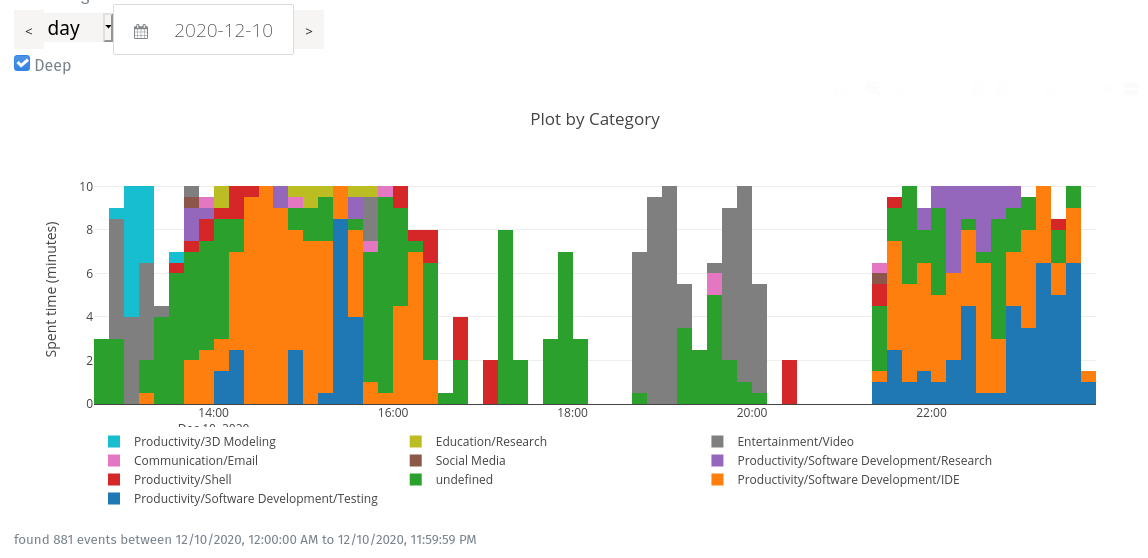 < day 2020-12-10 >
Deep
Plot by Category
Spent time (minutes)
10
8
6
4
2
0
14:00 16:00 18:00 20:00 22:00
Productivity/3D Modeling Education/Research Entertainment/Video
Communication/Email Social Media Productivity/Software Development/Research
Productivity/Shell undefined Productivity/Software Development/IDE
Productivity/Software Development/Testing
found 881 events between 12/10/2020, 12:00:00 AM to 12/10/2020, 11:59:59 PM